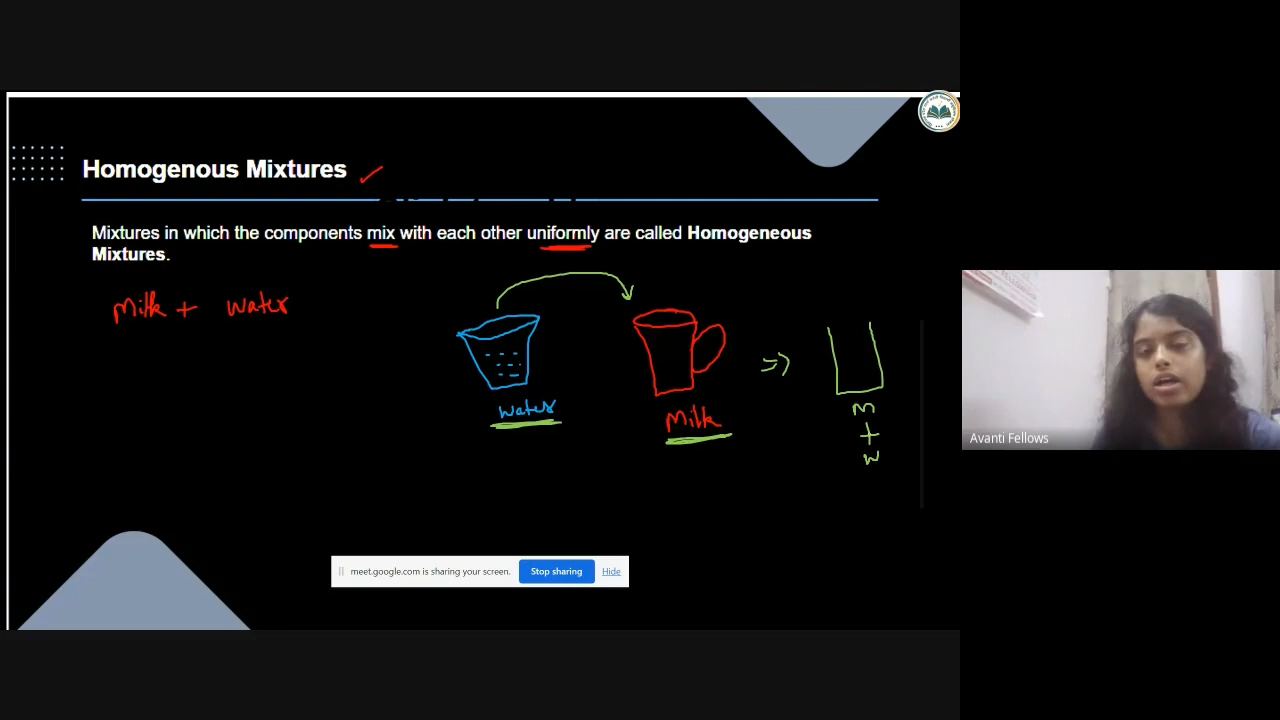 Homogenous Mixtures
Mixtures in which the components mix with each other uniformly are called Homogeneous
Mixtures.
Milk + water
water
Milk
M
+
W
Avanti Fellows
meet.google.com is sharing your screen. Stop sharing Hide